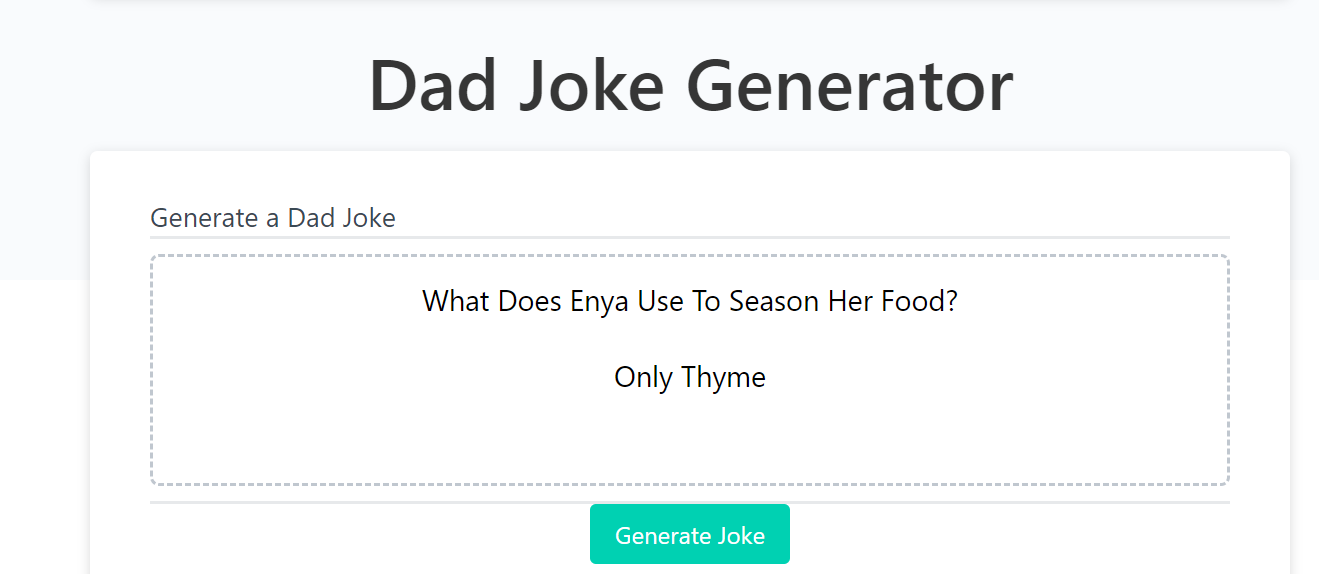 Dad Joke Generator
Generate a Dad Joke
What Does Enya Use To Season Her Food?
Only Thyme
Generate Joke